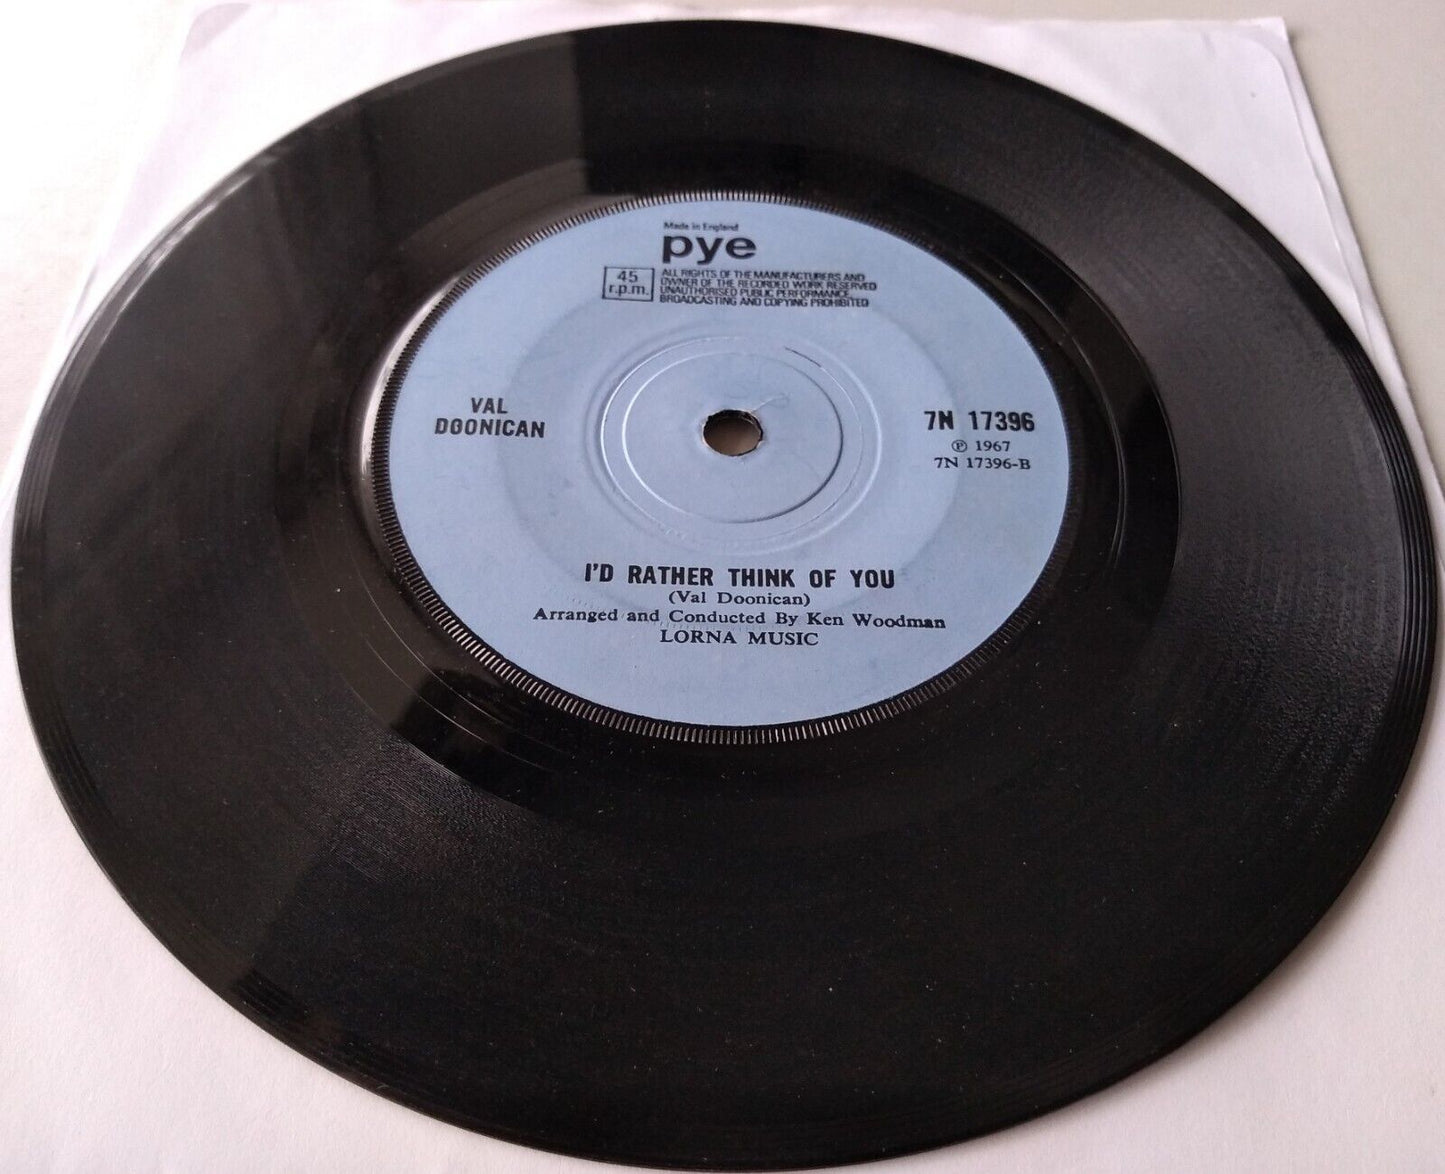 Made in England
pye
45
r.p.m.
ALL RIGHTS OF THE MANUFACTURERS AND
OWNER OF THE RECORDED WORK RESERVED
UNAUTHORISED PUBLIC PERFORMANCE,
BROADCASTING AND COPYING PROHIBITED
VAL
DOONICAN
7N 17396
℗ 1967
7N 17396-B
I'D RATHER THINK OF YOU
(Val Doonican)
Arranged and Conducted By Ken Woodman
LORNA MUSIC